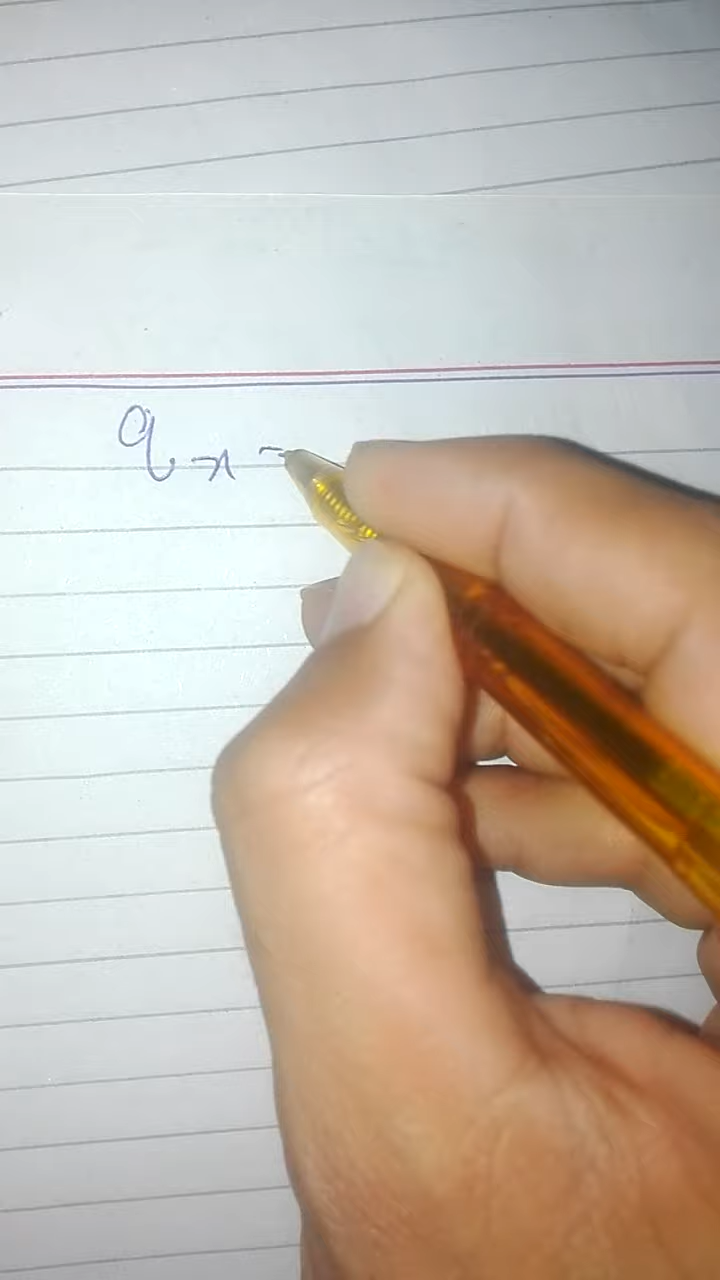 9 - x =